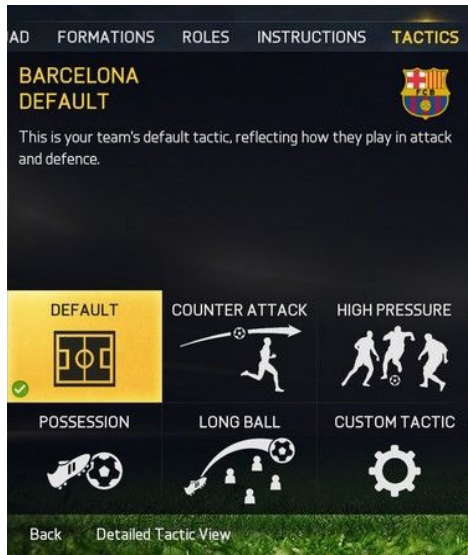 AD FORMATIONS ROLES INSTRUCTIONS TACTICS
BARCELONA
DEFAULT
FCB
This is your team's default tactic, reflecting how they play in attack
and defence.
DEFAULT COUNTER ATTACK HIGH PRESSURE
POSSESSION LONG BALL CUSTOM TACTIC
Back Detailed Tactic View